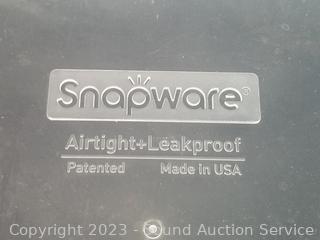 Snapware®
Airtight+Leakproof
Patented Made in USA
Copyright 2023 - Sound Auction Service